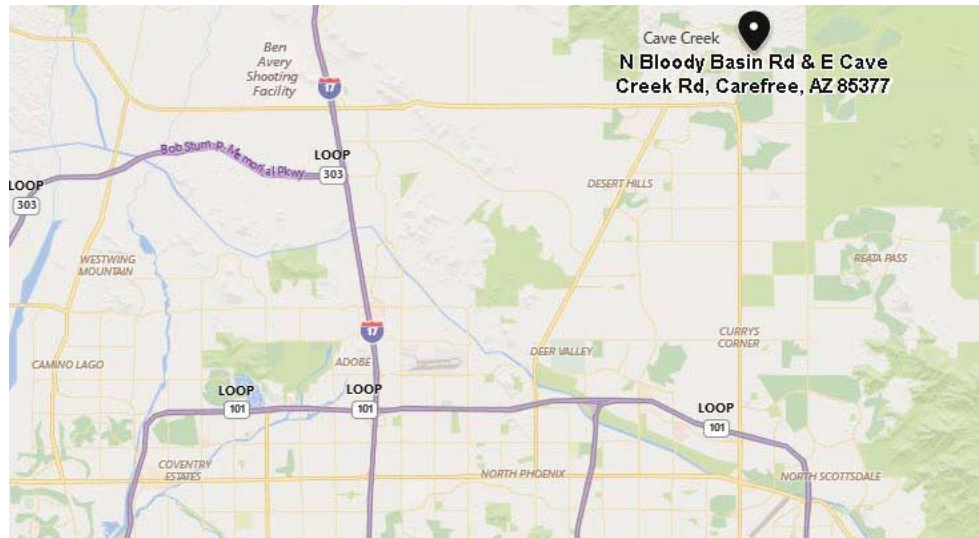 Cave Creek
N Bloody Basin Rd & E Cave
Creek Rd, Carefree, AZ 85377
Ben
Avery
Shooting
Facility
17
Bob Stump Memorial Pkwy
LOOP
303
LOOP
303
DESERT HILLS
WESTWING
MOUNTAIN
REATA PASS
17
CURRYS
CORNER
DEER VALLEY
ADOBE
CAMINO LAGO
LOOP
101
LOOP
101
LOOP
101
COVENTRY
ESTATES
NORTH PHOENIX
NORTH SCOTTSDALE